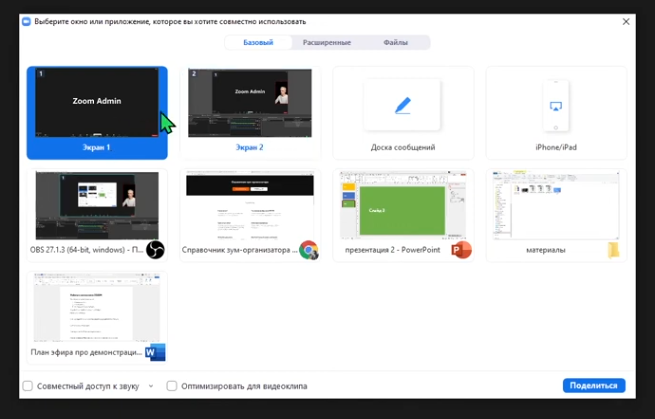 Выберите окно или приложение, которое вы хотите совместно использовать
Базовый
Расширенные
Файлы
1
Zoom Admin
Экран 1
2
Zoom Admin
Экран 2
Доска сообщений
iPhone/iPad
OBS 27.1.3 (64-bit, windows) - П...
Справочник зум-организатора ...
презентация 2 - PowerPoint
материалы
План эфира про демонстраци...
Совместный доступ к звуку
Оптимизировать для видеоклипа
Поделиться